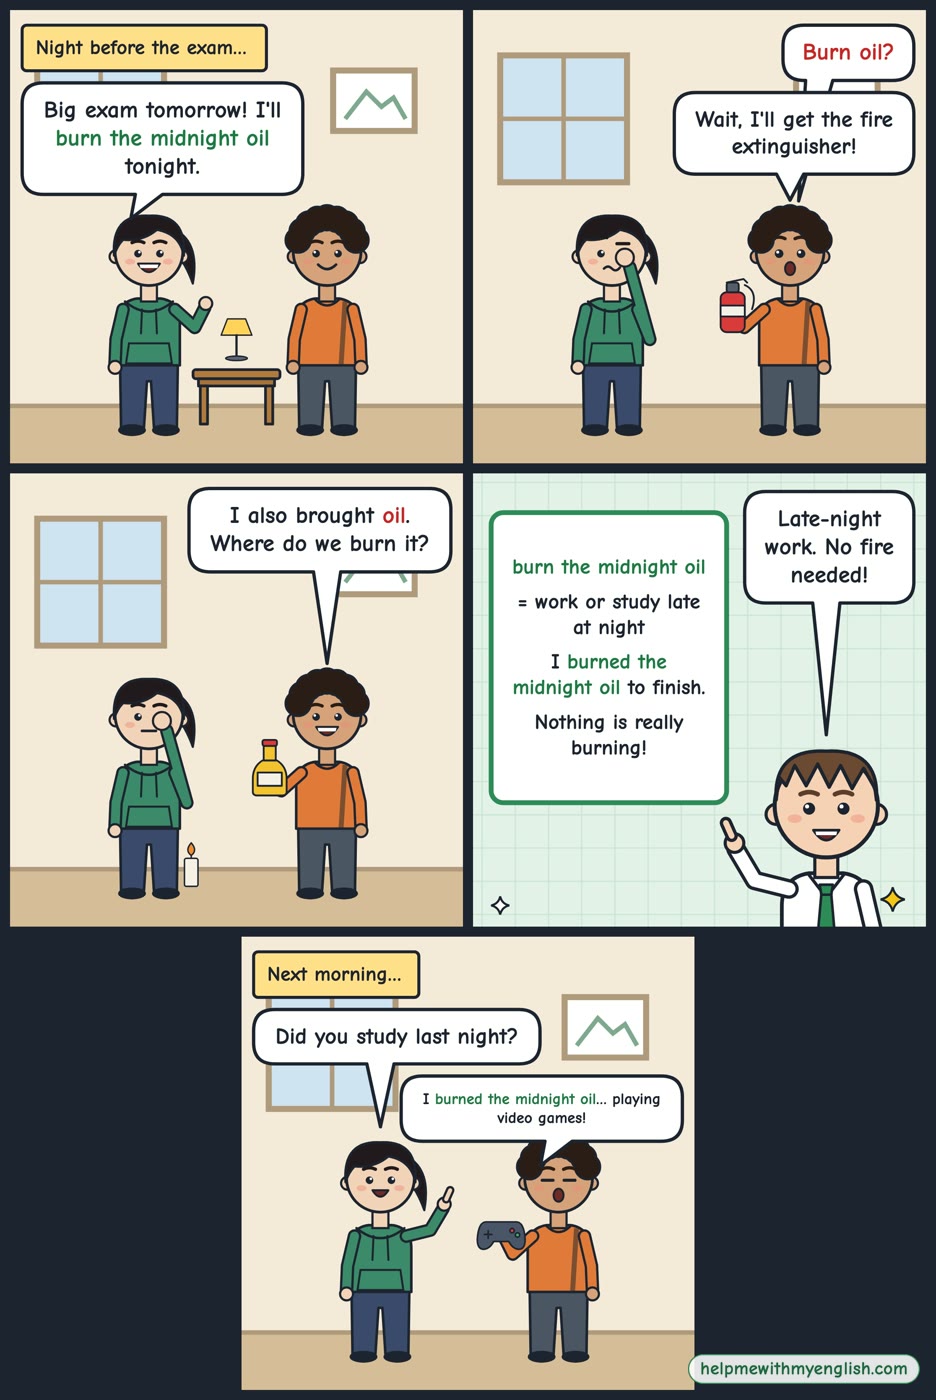 Night before the exam...
Big exam tomorrow! I'll
burn the midnight oil
tonight.
Burn oil?
Wait, I'll get the fire
extinguisher!
I also brought oil.
Where do we burn it?
burn the midnight oil
= work or study late
at night
I burned the
midnight oil to finish.
Nothing is really
burning!
Late-night
work. No fire
needed!
Next morning...
Did you study last night?
I burned the midnight oil... playing
video games!
helpmewithmyenglish.com